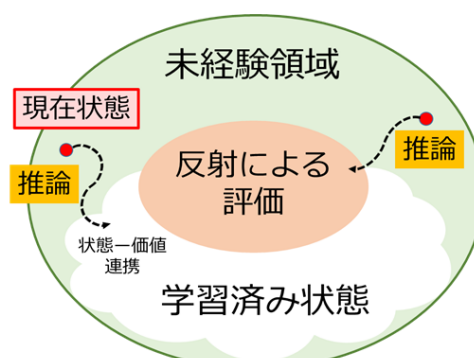 未経験領域
現在状態
推論
推論
反射による
評価
状態ー価値
連携
学習済み状態